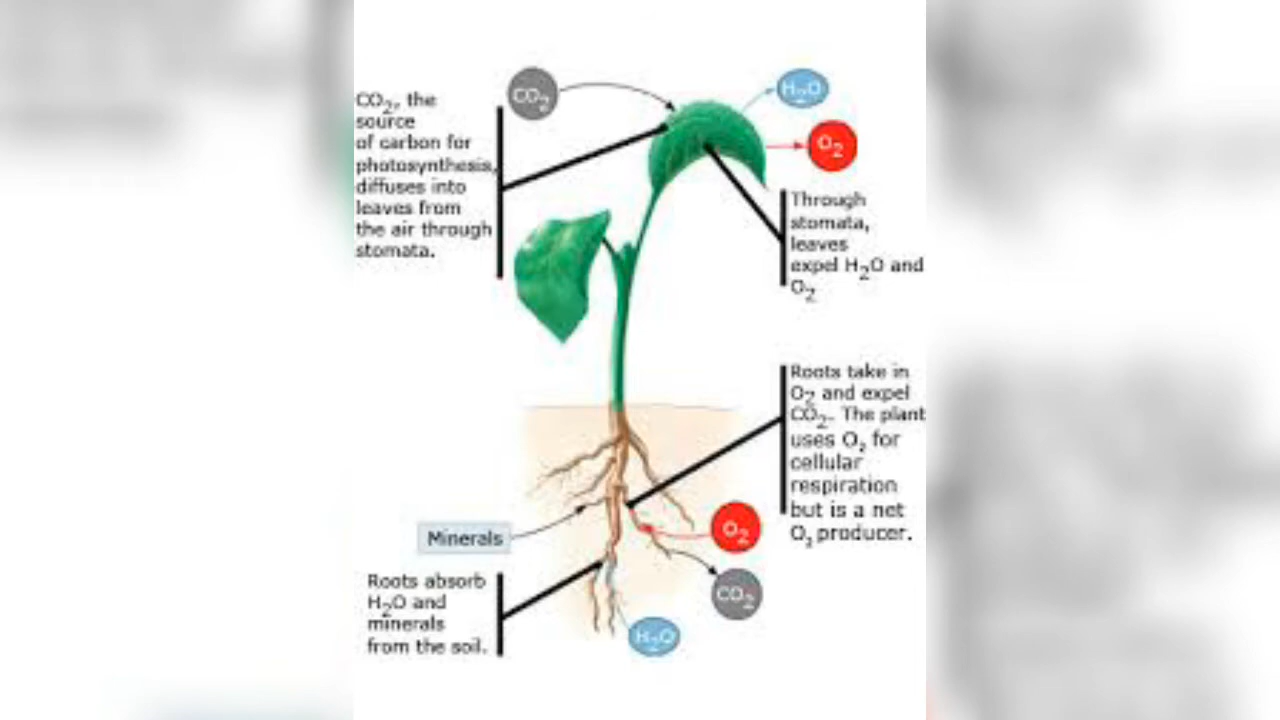 CO2
H2O
O2
CO2, the
source
of carbon for
photosynthesis,
diffuses into
leaves from
the air through
stomata.
Through
stomata,
leaves
expel H2O and
O2
Roots take in
O2 and expel
CO2. The plant
uses O2 for
cellular
respiration
but is a net
O2 producer.
Minerals
O2
CO2
Roots absorb
H2O and
minerals
from the soil.
H2O